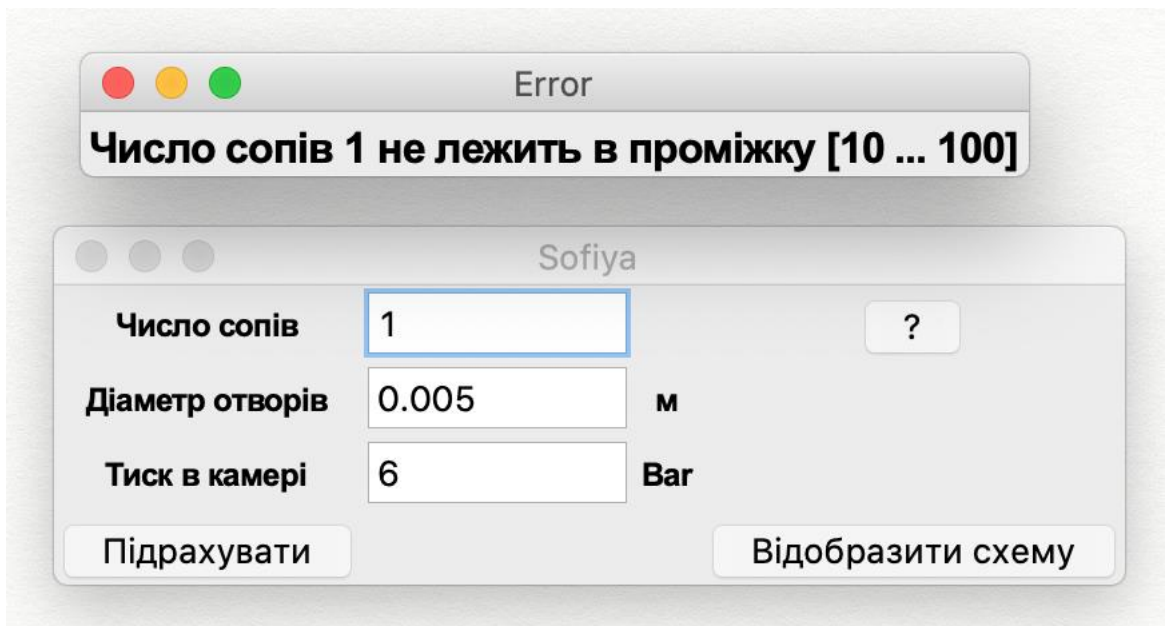 Error
Число сопів 1 не лежить в проміжку [10 ... 100]
Sofiya
Число сопів 1 ?
Діаметр отворів 0.005 м
Тиск в камері 6 Bar
Підрахувати Відобразити схему